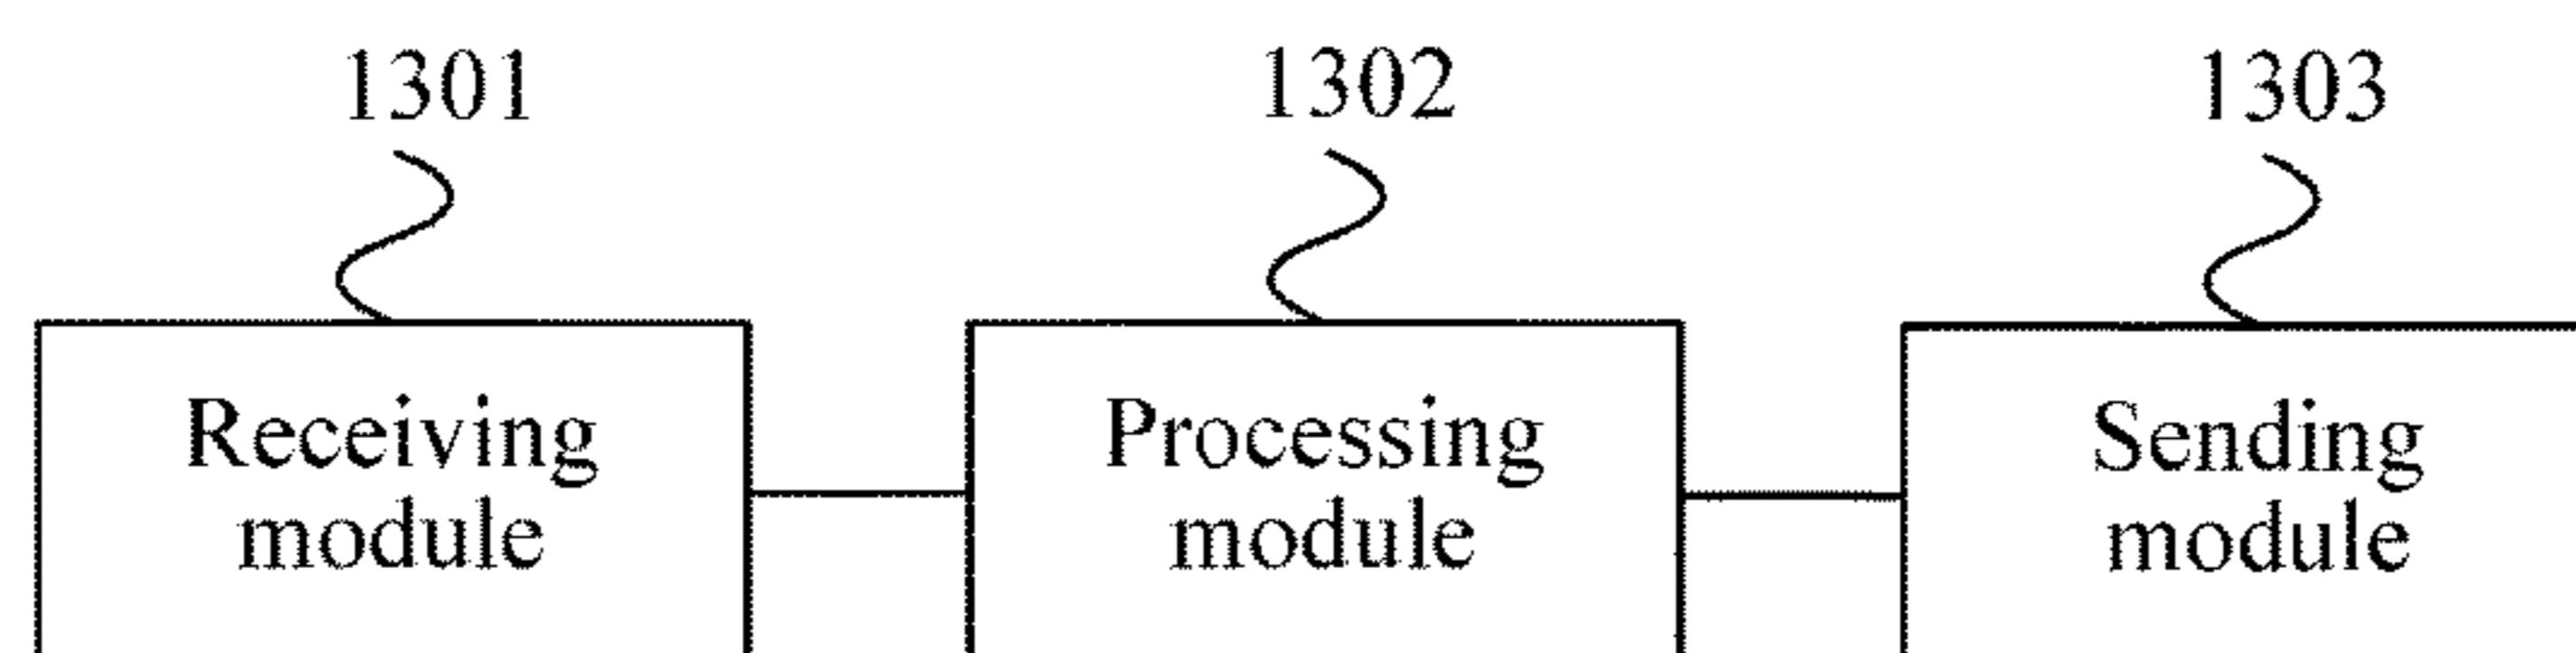 1301
1302
1303
Receiving
module
Processing
module
Sending
module